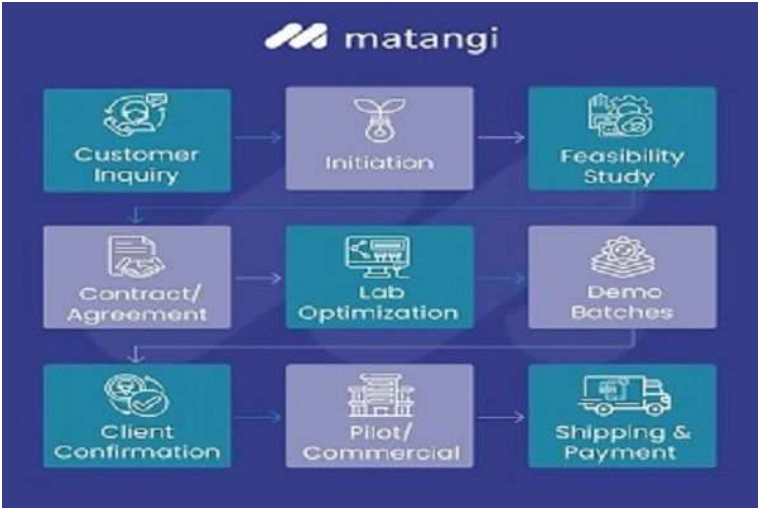 matangi
Customer
Inquiry
Initiation
Feasibility
Study
Contract/
Agreement
Lab
Optimization
Demo
Batches
Client
Confirmation
Pilot/
Commercial
Shipping &
Payment